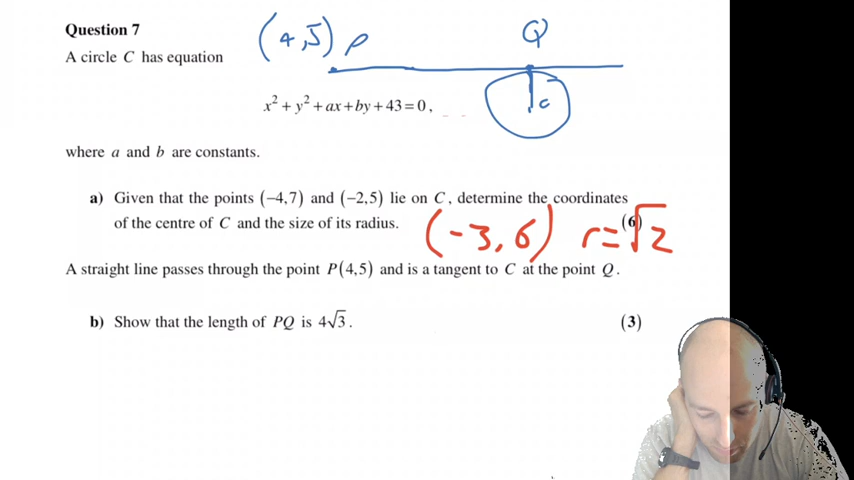 Question 7
(4,5) P
Q
A circle C has equation
x² + y² + ax + by + 43 = 0,
c
where a and b are constants.
a) Given that the points (−4,7) and (−2,5) lie on C, determine the coordinates
of the centre of C and the size of its radius.
(6)
(-3,6) r=√2
A straight line passes through the point P(4,5) and is a tangent to C at the point Q.
b) Show that the length of PQ is 4√3.
(3)